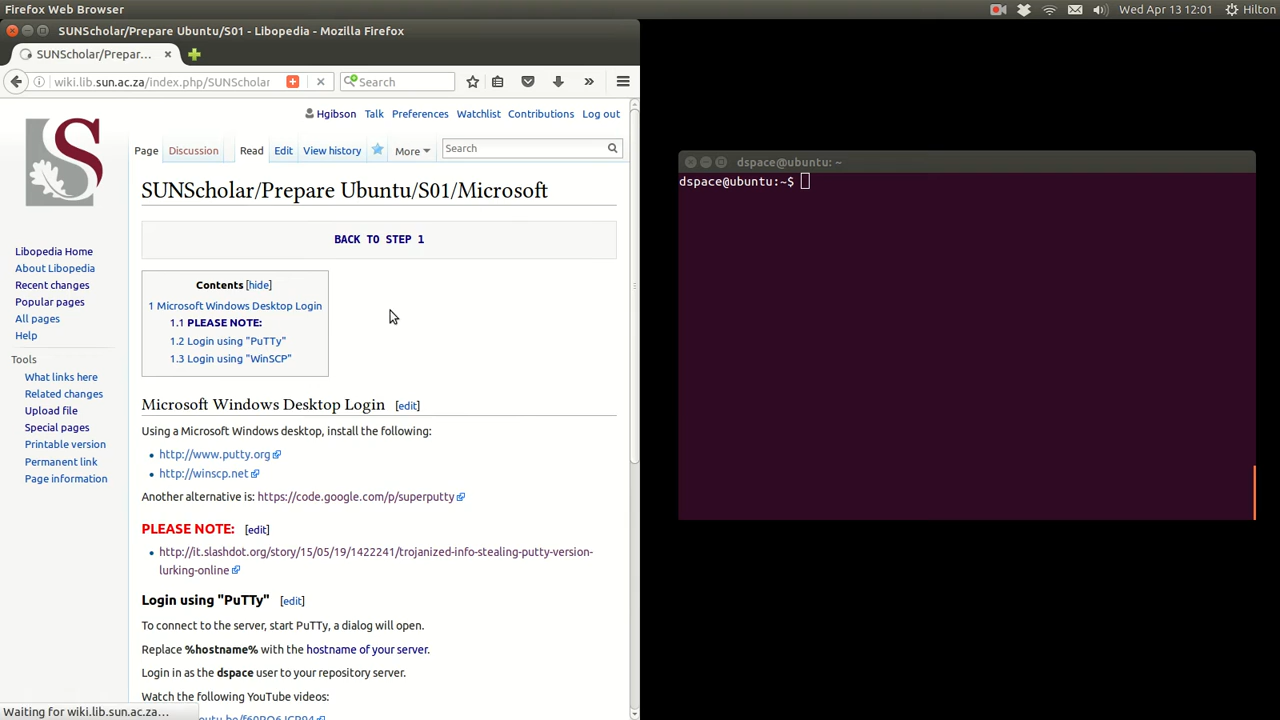 Firefox Web Browser
Wed Apr 13 12:01
Hilton
SUNScholar/Prepare Ubuntu/S01 - Libopedia - Mozilla Firefox
SUNScholar/Prepar...
wiki.lib.sun.ac.za/index.php/SUNScholar
Search
Hgibson
Talk
Preferences
Watchlist
Contributions
Log out
Page
Discussion
Read
Edit
View history
More
Search
S
SUNScholar/Prepare Ubuntu/S01/Microsoft
BACK TO STEP 1
Libopedia Home
About Libopedia
Recent changes
Popular pages
All pages
Help
Tools
What links here
Related changes
Upload file
Special pages
Printable version
Permanent link
Page information
Contents [hide]
1 Microsoft Windows Desktop Login
1.1 PLEASE NOTE:
1.2 Login using "PuTTy"
1.3 Login using "WinSCP"
Microsoft Windows Desktop Login [edit]
Using a Microsoft Windows desktop, install the following:
http://www.putty.org
http://winscp.net
Another alternative is: https://code.google.com/p/superputty
PLEASE NOTE: [edit]
http://it.slashdot.org/story/15/05/19/1422241/trojanized-info-stealing-putty-version-
lurking-online
Login using "PuTTy" [edit]
To connect to the server, start PuTTy, a dialog will open.
Replace %hostname% with the hostname of your server.
Login in as the dspace user to your repository server.
Watch the following YouTube videos:
Waiting for wiki.lib.sun.ac.za...
dspace@ubuntu: ~
dspace@ubuntu:~$